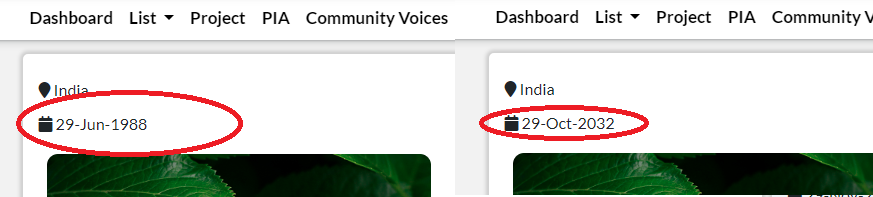 Dashboard List Project PIA Community Voices
India
29-Jun-1988
Dashboard List Project PIA Community V
India
29-Oct-2032